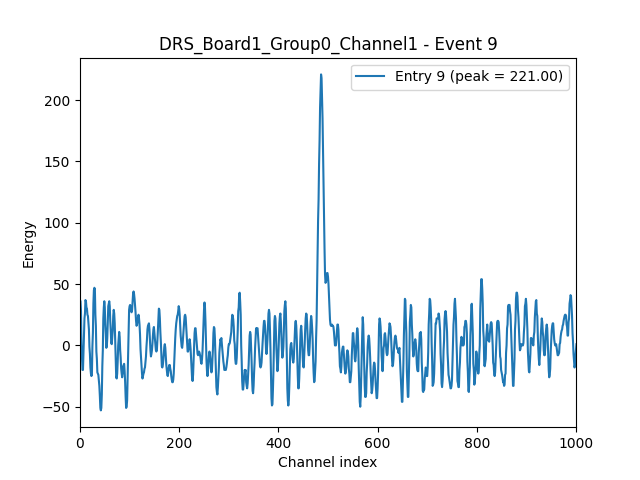 DRS_Board1_Group0_Channel1 - Event 9
Entry 9 (peak = 221.00)
200
150
100
50
0
−50
Energy
0 200 400 600 800 1000
Channel index